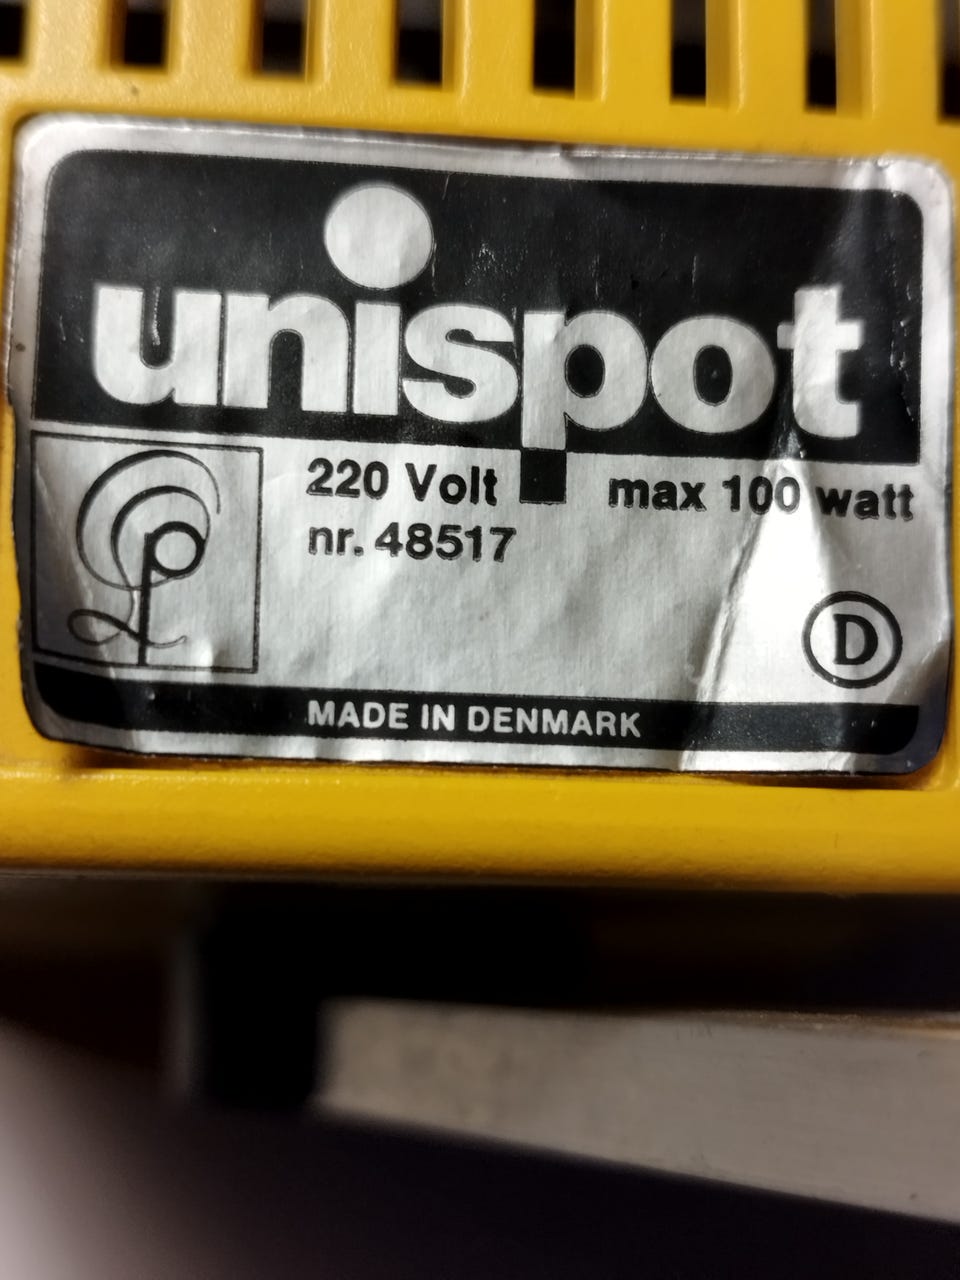 unispot
220 Volt max 100 watt
nr. 48517
D
MADE IN DENMARK